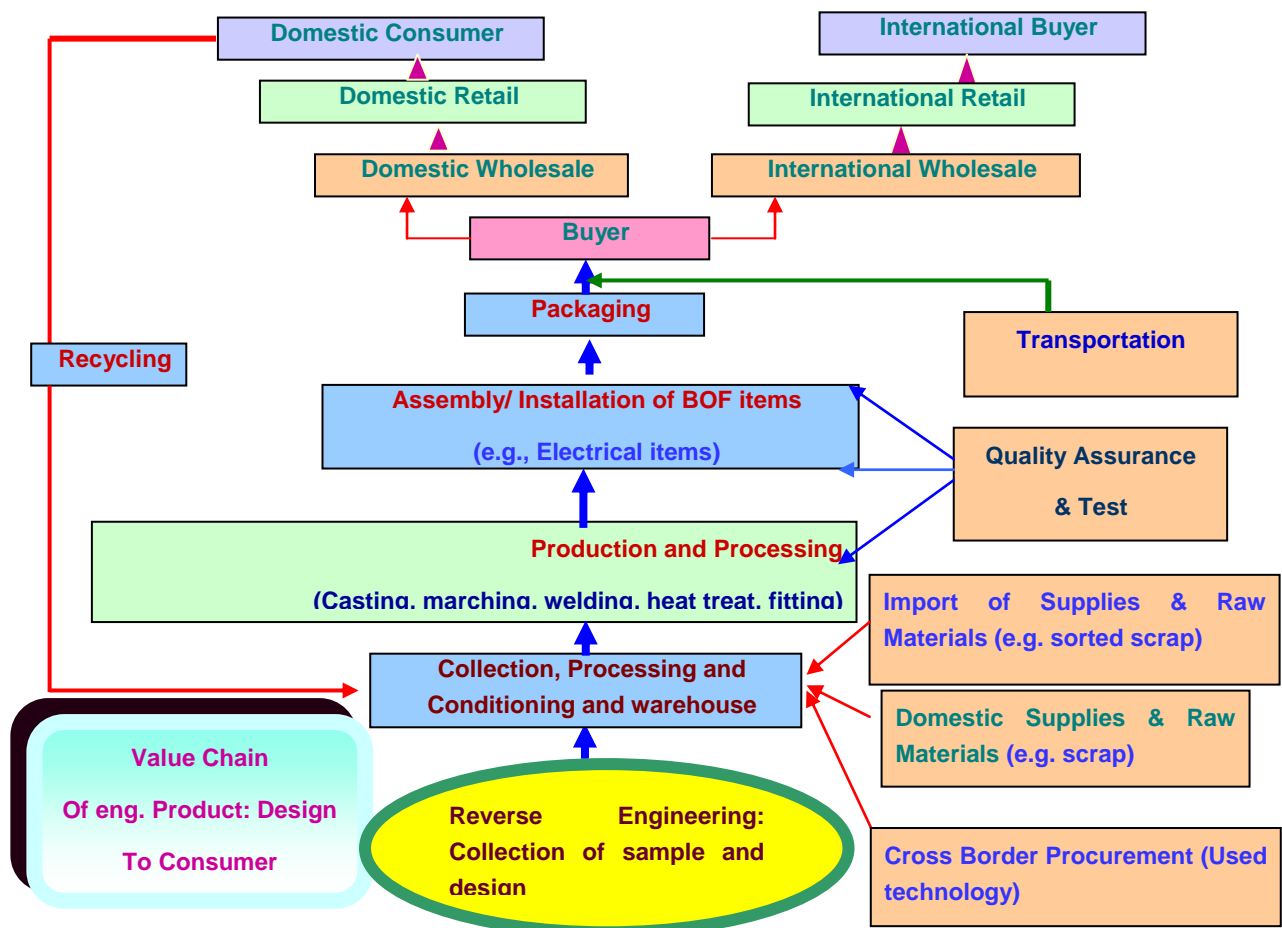 Domestic Consumer
International Buyer
Domestic Retail
International Retail
Domestic Wholesale
International Wholesale
Buyer
Packaging
Transportation
Recycling
Assembly/ Installation of BOF items
(e.g., Electrical items)
Quality Assurance
& Test
Production and Processing
(Casting, marching, welding, heat treat, fitting)
Import of Supplies & Raw
Materials (e.g. sorted scrap)
Collection, Processing and
Conditioning and warehouse
Domestic Supplies & Raw
Materials (e.g. scrap)
Value Chain
Of eng. Product: Design
To Consumer
Reverse Engineering:
Collection of sample and
design
Cross Border Procurement (Used
technology)